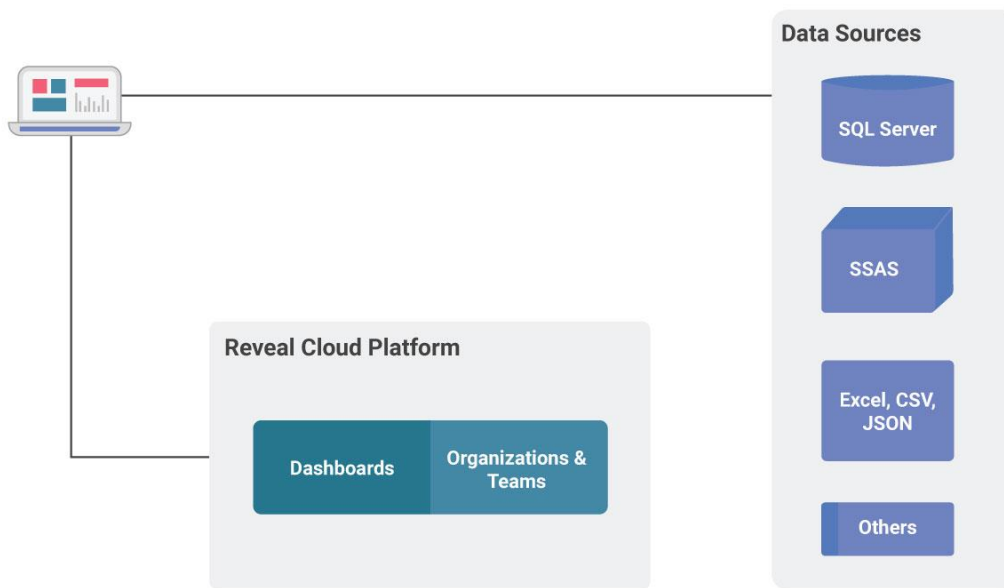 Data Sources
SQL Server
SSAS
Excel, CSV,
JSON
Others
Reveal Cloud Platform
Dashboards
Organizations &
Teams